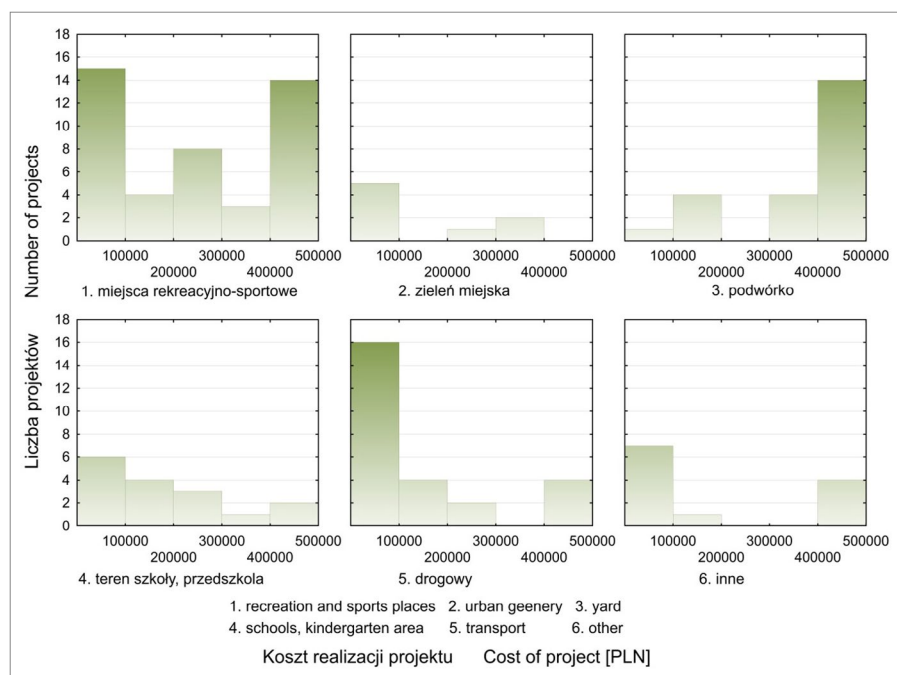 Number of projects
18 16 14 12 10 8 6 4 2 0
100000 300000 500000
200000 400000
1. miejsca rekreacyjno-sportowe
100000 300000 500000
200000 400000
2. zieleń miejska
100000 300000 500000
200000 400000
3. podwórko
Liczba projektów
18 16 14 12 10 8 6 4 2 0
100000 300000 500000
200000 400000
4. teren szkoły, przedszkola
100000 300000 500000
200000 400000
5. drogowy
100000 300000 500000
200000 400000
6. inne
1. recreation and sports places 2. urban geenery 3. yard
4. schools, kindergarten area 5. transport 6. other
Koszt realizacji projektu Cost of project [PLN]